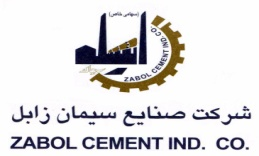 (سهامی خاص)
ZABOL CEMENT IND. CO
شرکت صنایع سیمان زابل
ZABOL CEMENT IND. CO.